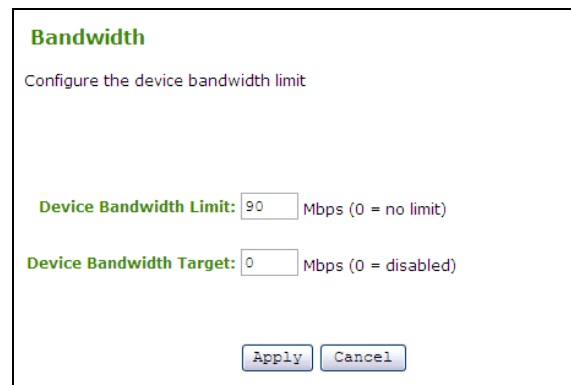 Bandwidth
Configure the device bandwidth limit
Device Bandwidth Limit: 90 Mbps (0 = no limit)
Device Bandwidth Target: 0 Mbps (0 = disabled)
Apply Cancel